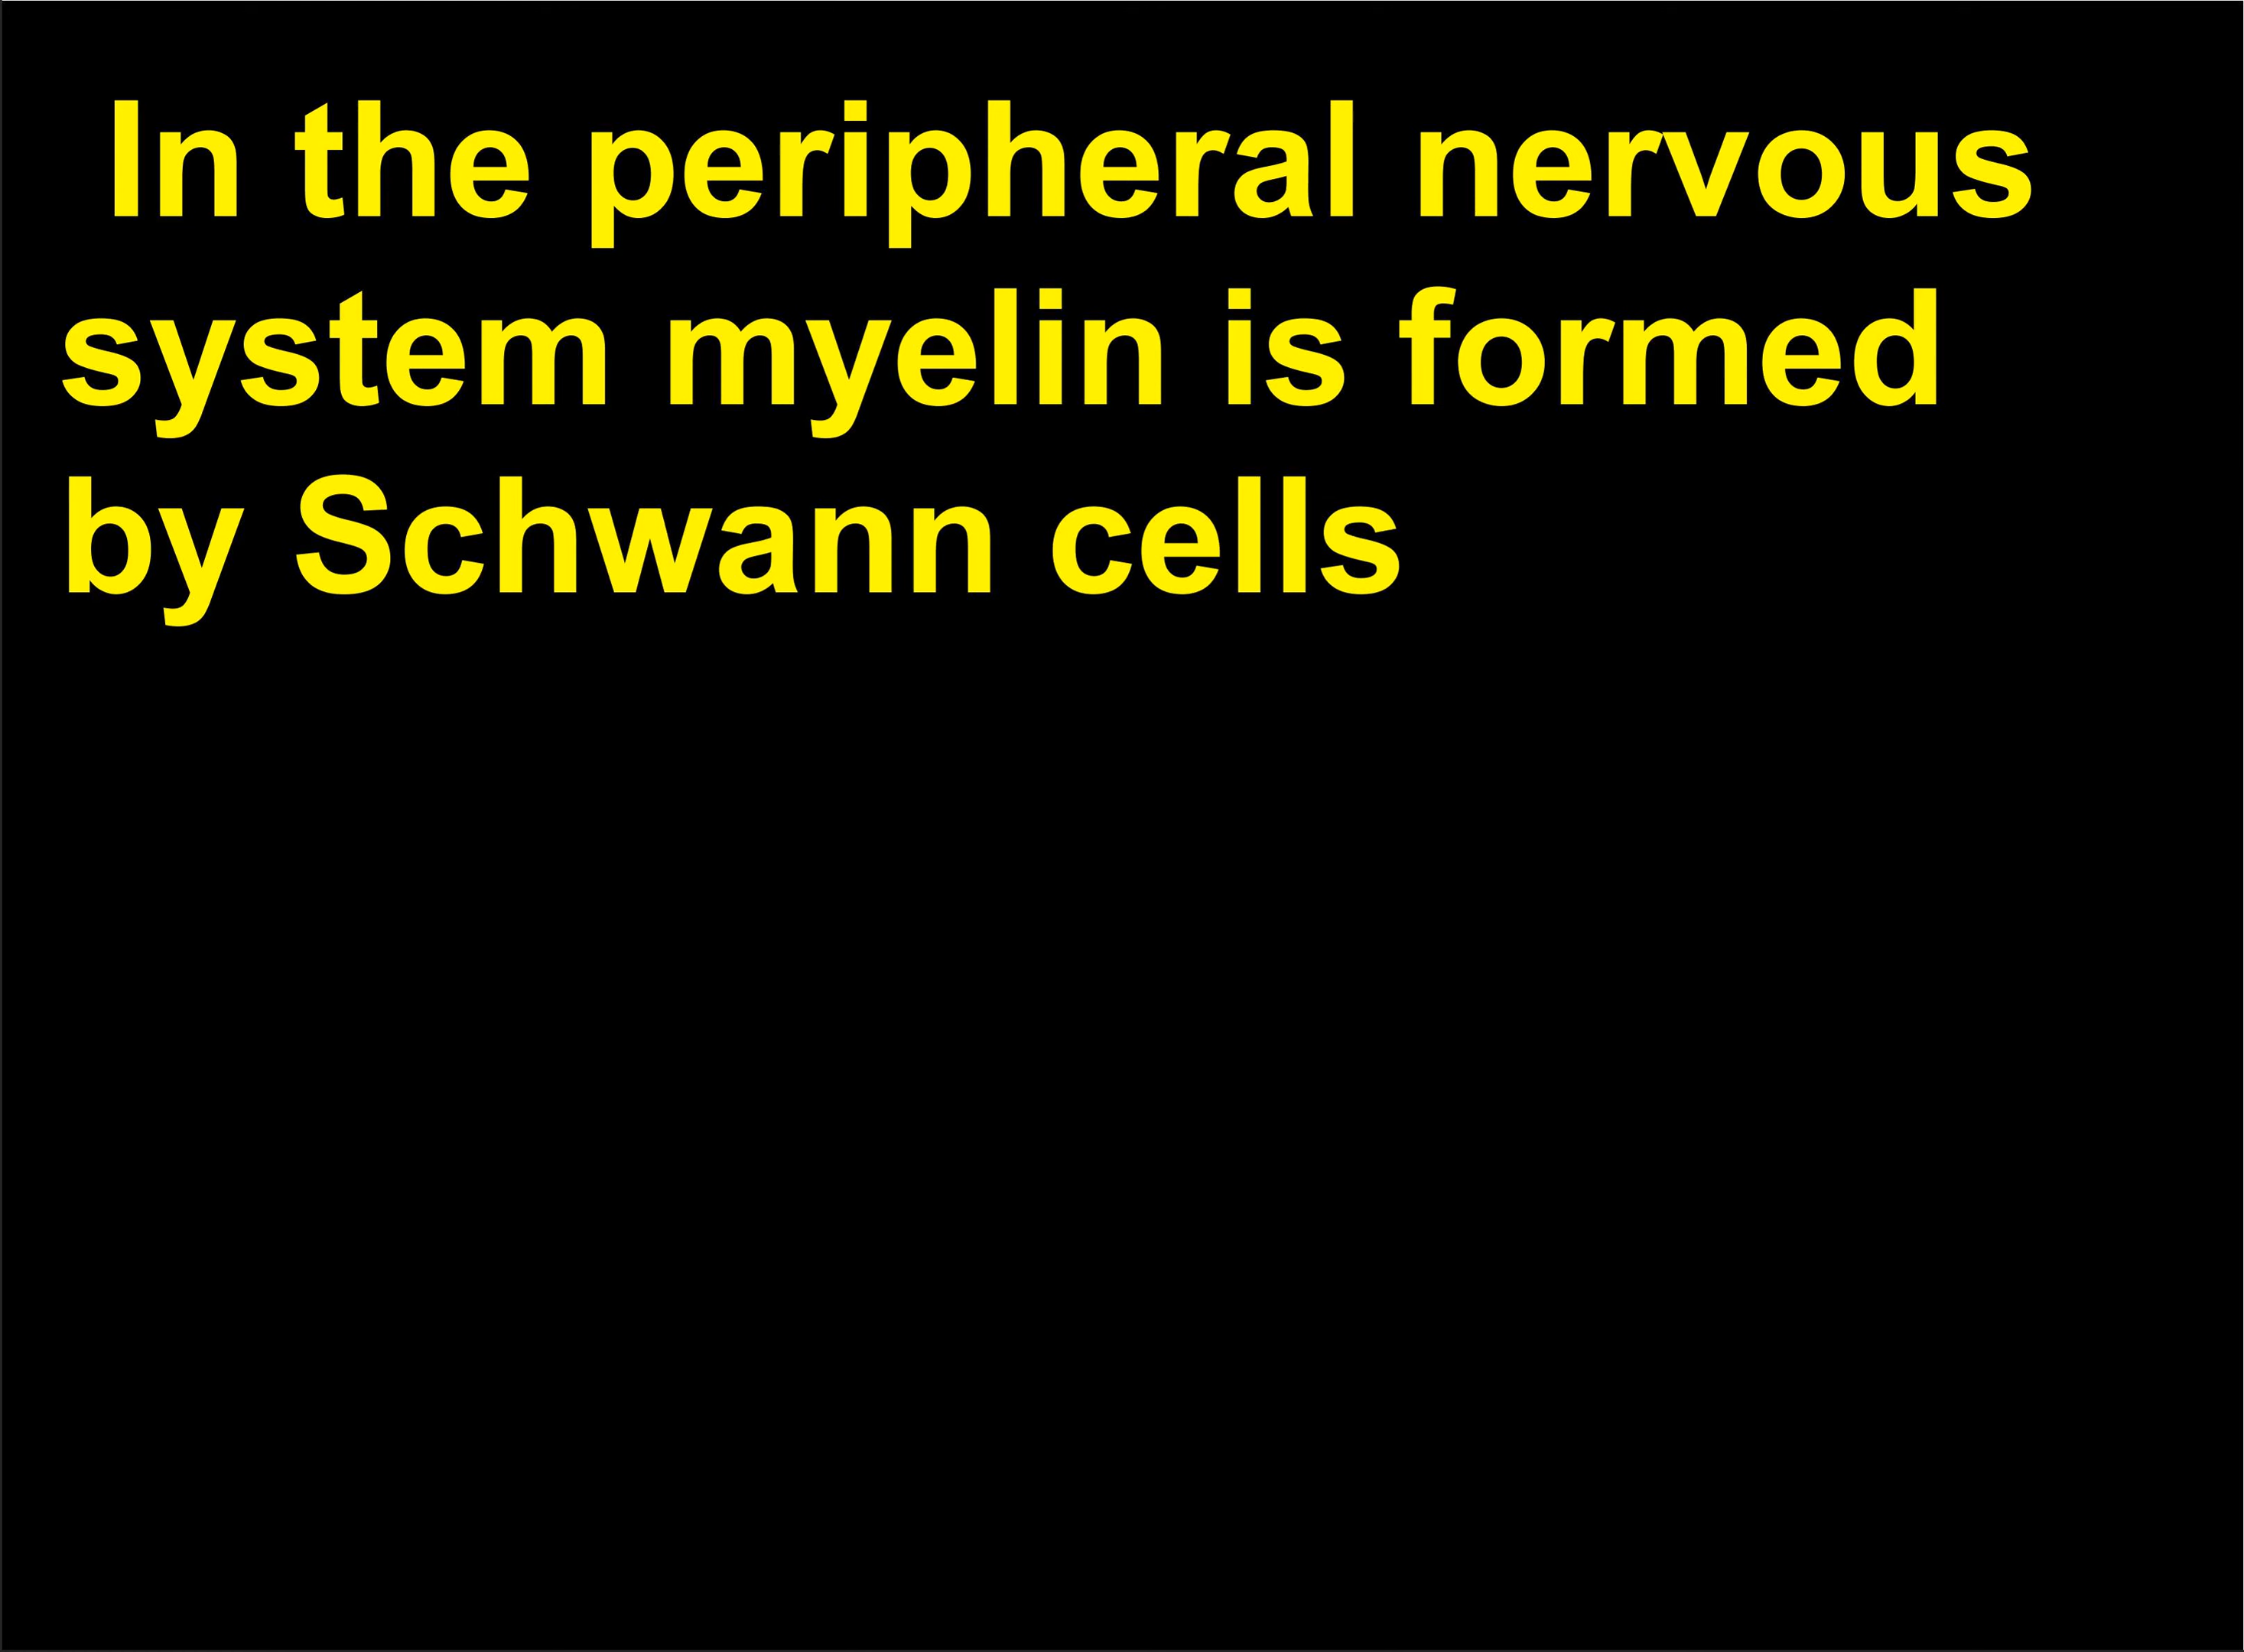 In the peripheral nervous
system myelin is formed
by Schwann cells